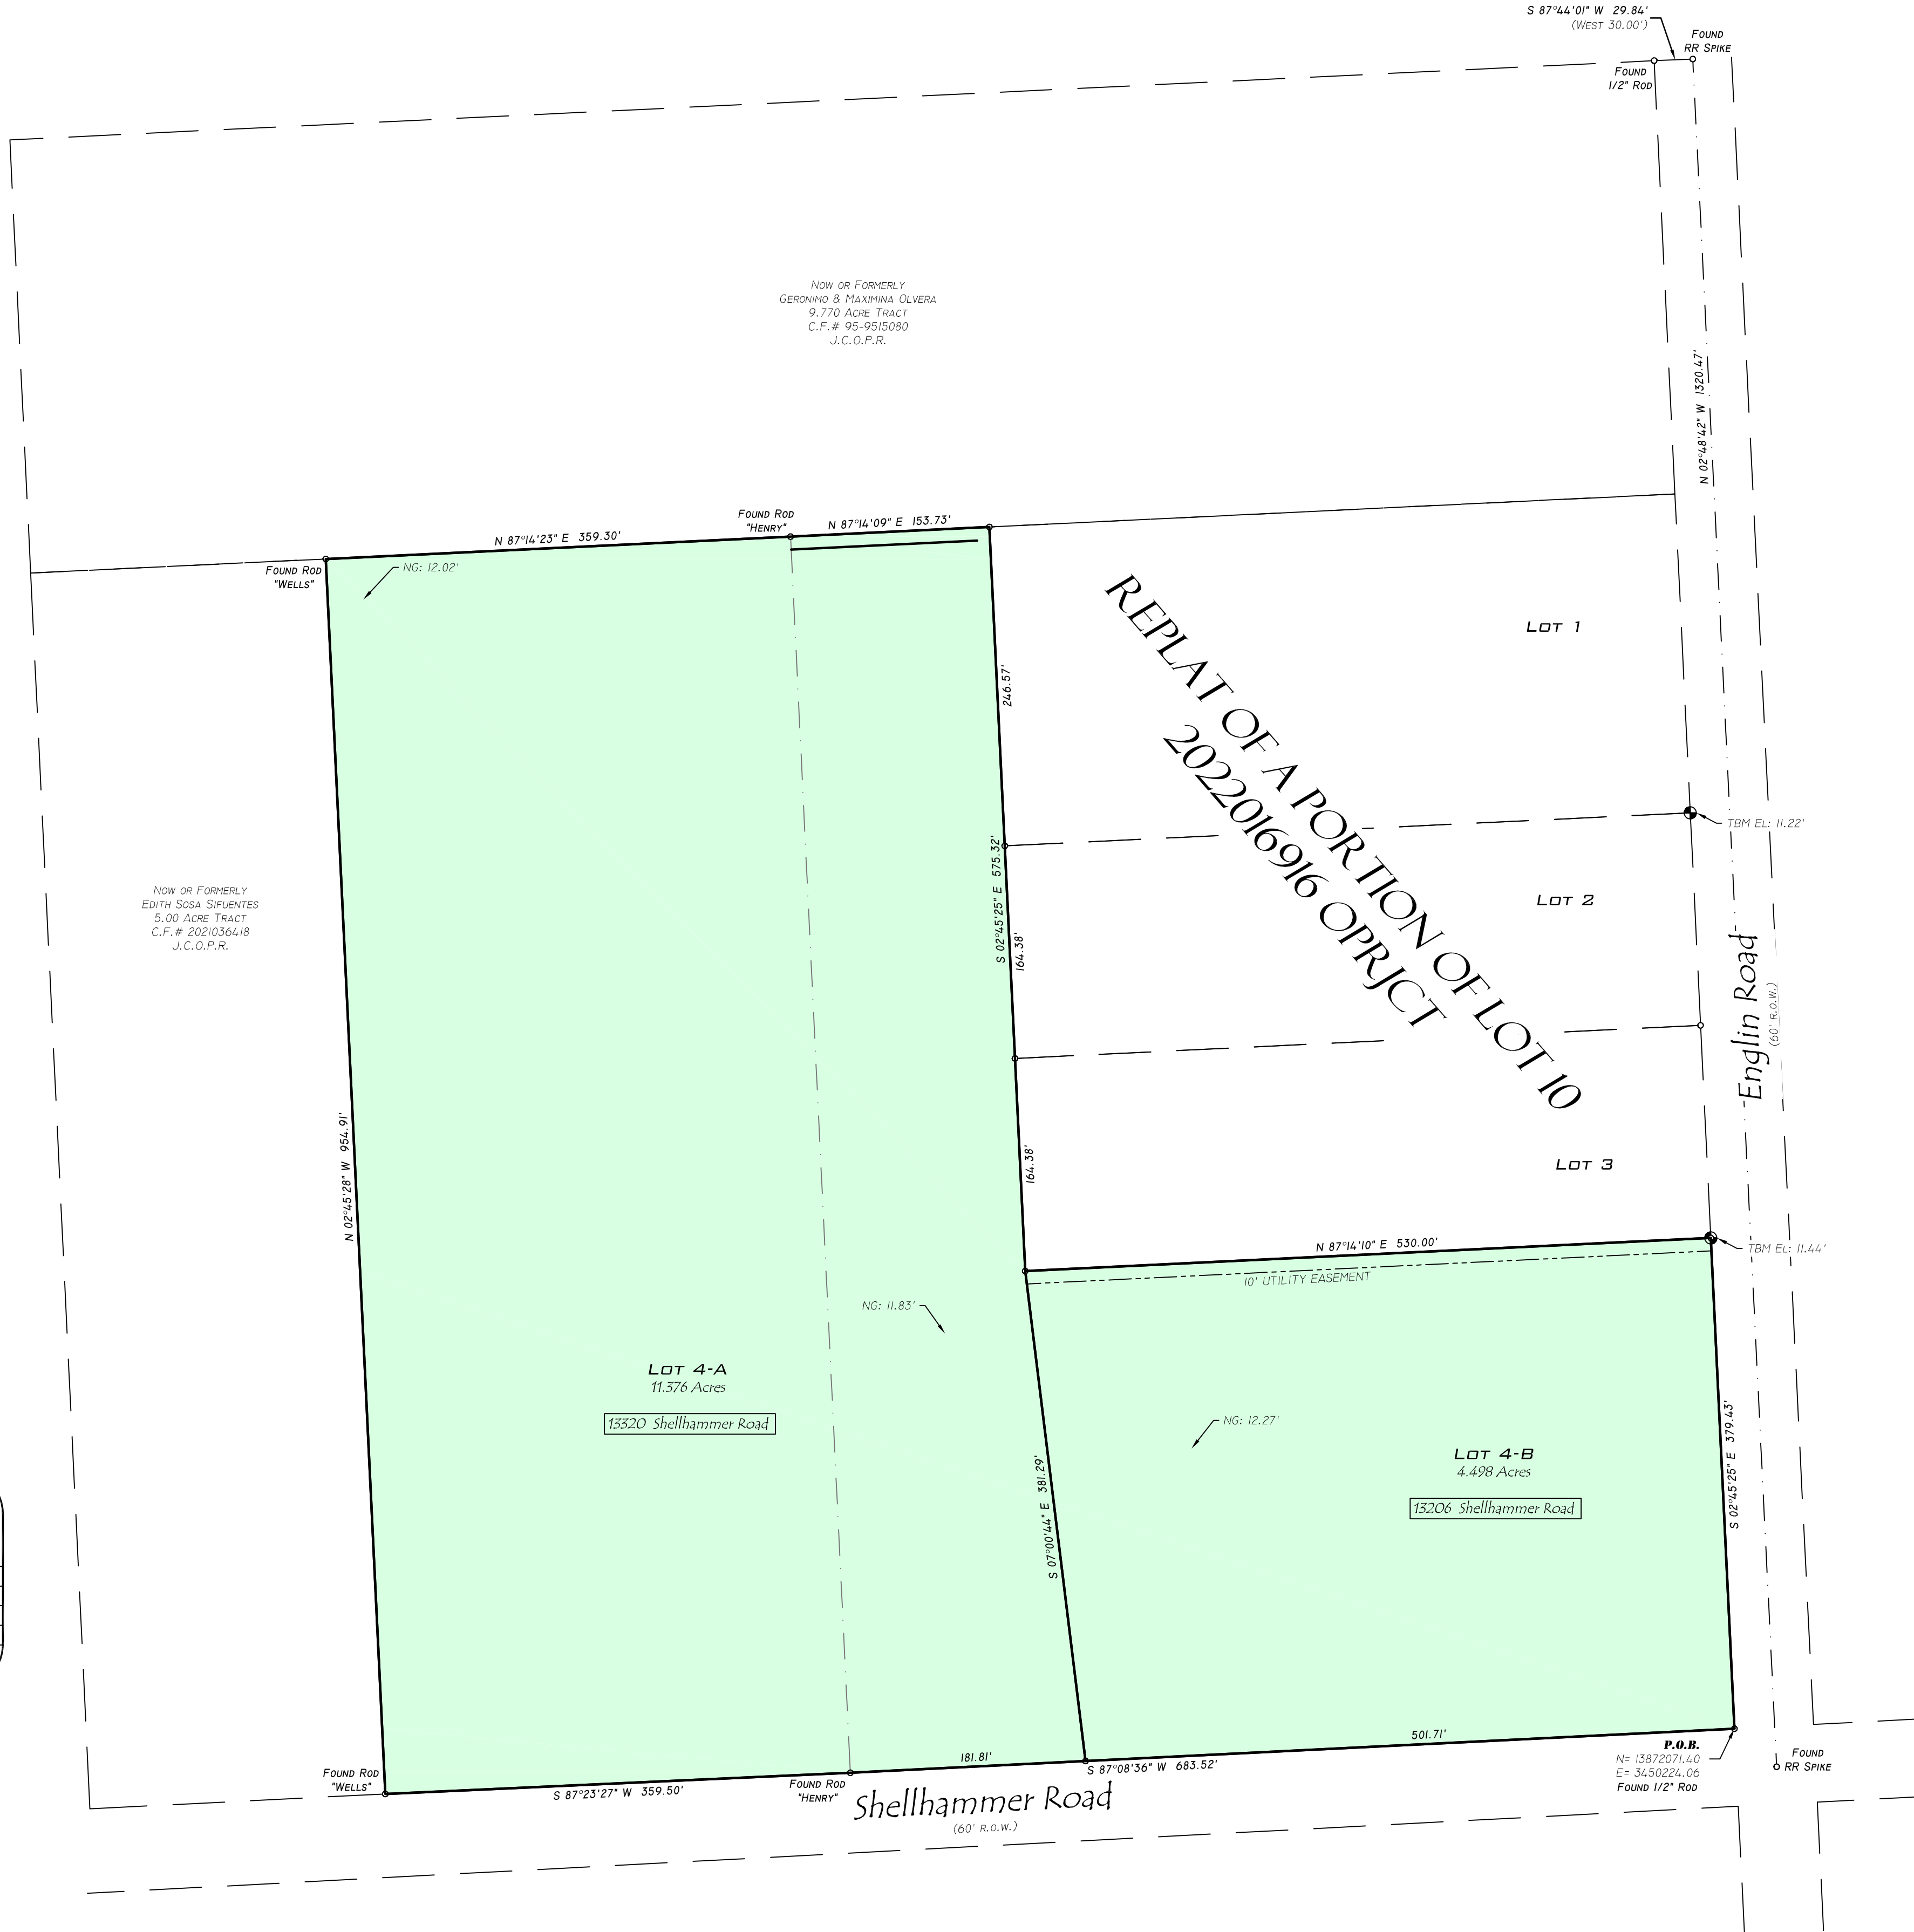 S 87°44'01" W 29.84'
(WEST 30.00')
FOUND
RR SPIKE
FOUND
1/2" ROD
NOW OR FORMERLY
GERONIMO & MAXIMINA OLVERA
9.770 ACRE TRACT
C.F.# 95-9515080
J.C.O.P.R.
N 02°48'42" W 1320.47'
FOUND ROD
"HENRY"
N 87°14'09" E 153.73'
N 87°14'23" E 359.30'
FOUND ROD
"WELLS"
NG: 12.02'
REPLAT OF A PORTION OF LOT 10
2022016916 OPRJCT
LOT 1
246.57'
TBM EL: 11.22'
S 02°45'25" E 575.32'
164.38'
LOT 2
NOW OR FORMERLY
EDITH SOSA SIFUENTES
5.00 ACRE TRACT
C.F.# 2021036418
J.C.O.P.R.
Englin Road
(60' R.O.W.)
N 02°45'28" W 954.91'
164.38'
LOT 3
N 87°14'10" E 530.00'
TBM EL: 11.44'
10' UTILITY EASEMENT
NG: 11.83'
LOT 4-A
11.376 Acres
13320 Shellhammer Road
NG: 12.27'
S 07°00'44" E 381.29'
LOT 4-B
4.498 Acres
13206 Shellhammer Road
S 02°45'25" E 379.43'
501.71'
181.81'
S 87°08'36" W 683.52'
P.O.B.
N= 13872071.40
E= 3450224.06
FOUND 1/2" ROD
FOUND
RR SPIKE
FOUND ROD
"WELLS"
S 87°23'27" W 359.50'
FOUND ROD
"HENRY"
Shellhammer Road
(60' R.O.W.)